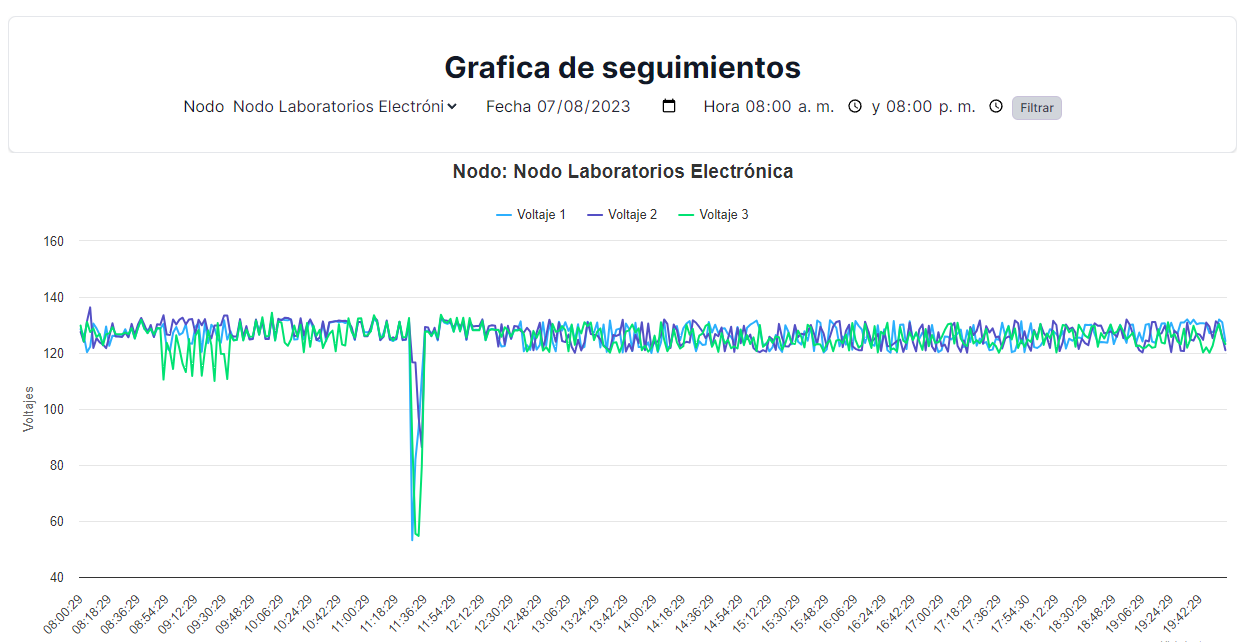 Grafica de seguimientos
Nodo Nodo Laboratorios Electróni Fecha 07/08/2023 Hora 08:00 a. m. y 08:00 p. m. Filtrar
Nodo: Nodo Laboratorios Electrónica
Voltaje 1 Voltaje 2 Voltaje 3
160
140
120
100
80
60
40
Voltajes
08:00:29 08:18:29 08:36:29 08:54:29 09:12:29 09:30:29 09:48:29 10:06:29 10:24:29 10:42:29 11:00:29 11:18:29 11:36:29 11:54:29 12:12:29 12:30:29 12:48:29 13:06:29 13:24:29 13:42:29 14:00:29 14:18:29 14:36:29 14:54:29 15:12:29 15:30:29 15:48:29 16:06:29 16:24:29 16:42:29 17:00:29 17:18:29 17:36:29 17:54:30 18:12:29 18:30:29 18:48:29 19:06:29 19:24:29 19:42:29